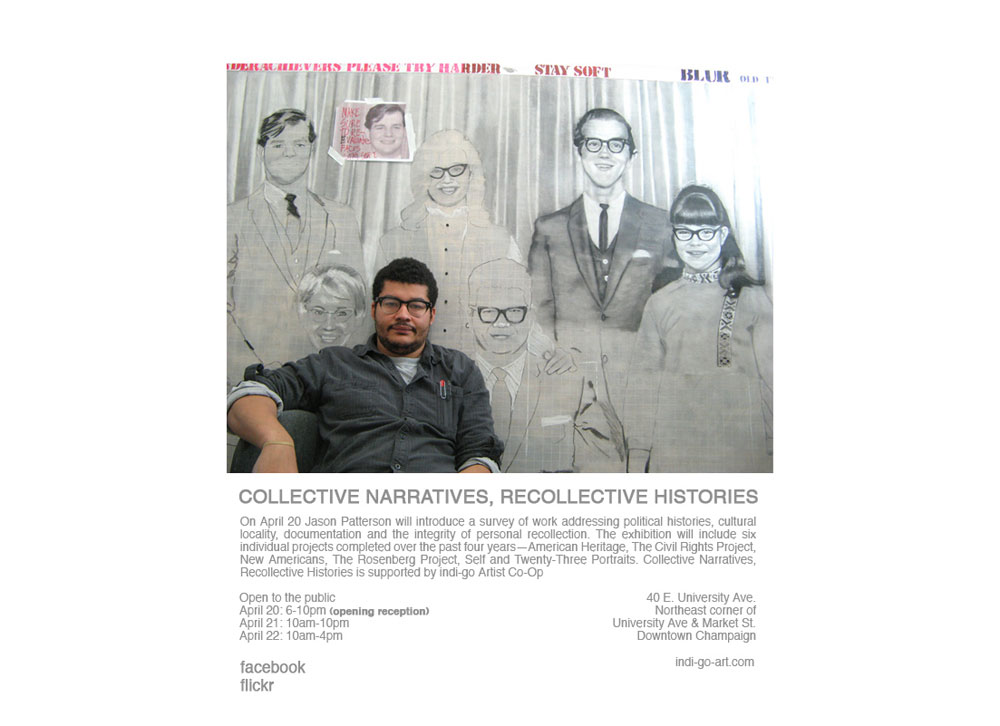 UNDERACHIEVERS PLEASE TRY HARDER STAY SOFT BLUR OLD
MAKE
SURE
COLLECTIVE NARRATIVES, RECOLLECTIVE HISTORIES
On April 20 Jason Patterson will introduce a survey of work addressing political histories, cultural
locality, documentation and the integrity of personal recollection. The exhibition will include six
individual projects completed over the past four years—American Heritage, The Civil Rights Project,
New Americans, The Rosenberg Project, Self and Twenty-Three Portraits. Collective Narratives,
Recollective Histories is supported by indi-go Artist Co-Op
Open to the public
April 20: 6-10pm (opening reception)
April 21: 10am-10pm
April 22: 10am-4pm
40 E. University Ave.
Northeast corner of
University Ave & Market St.
Downtown Champaign
indi-go-art.com
facebook
flickr